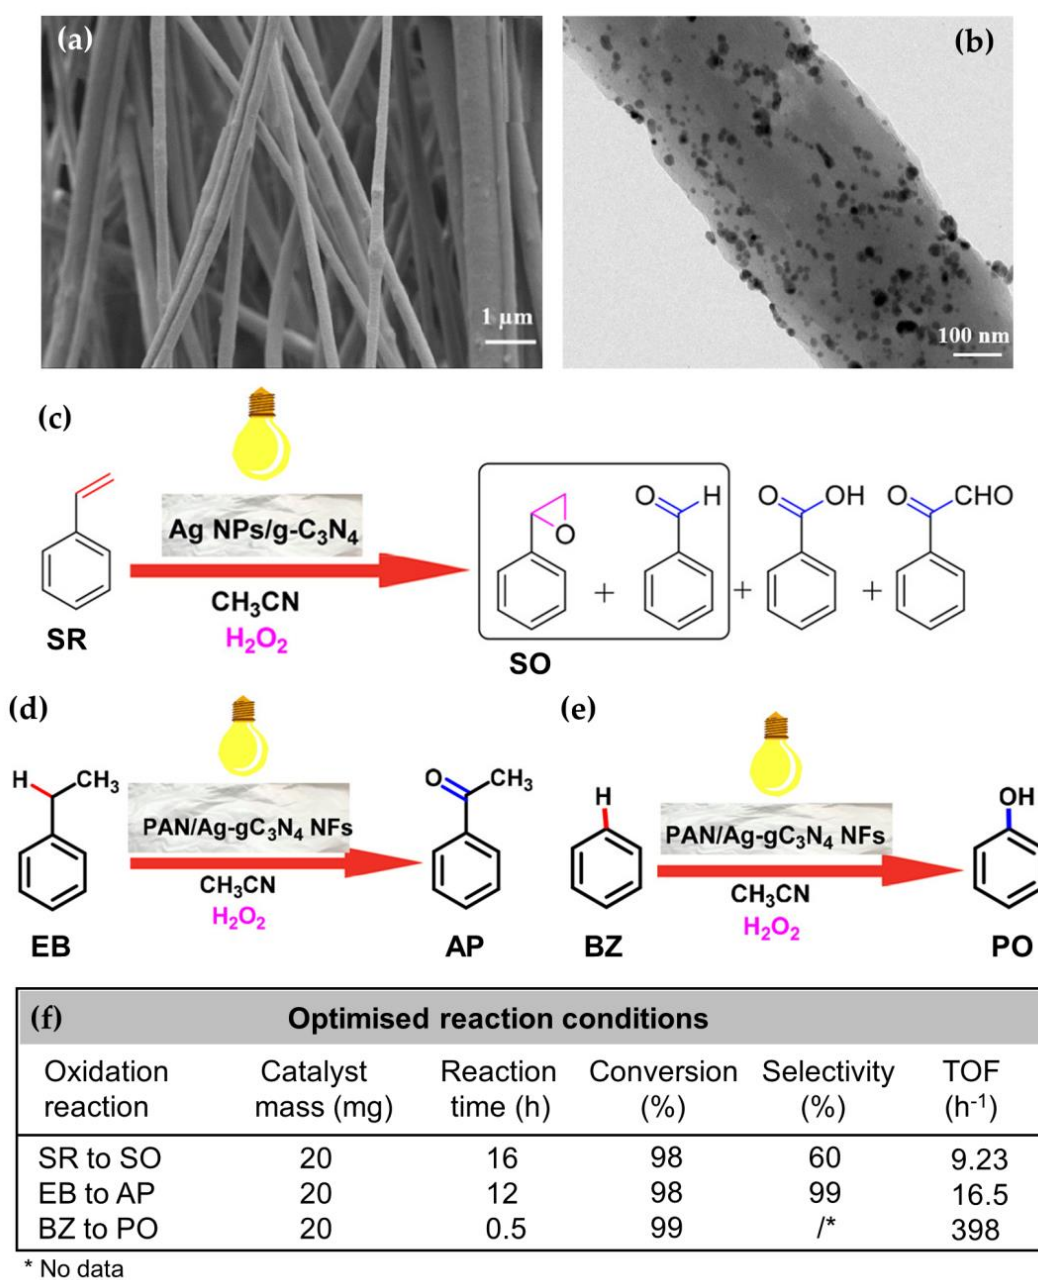 (a)
(b)
1 μm
100 nm
(c)
Ag NPs/g-C₃N₄
CH₃CN
H₂O₂
SR
O
+
O
H
+
O
OH
+
O
CHO
SO
(d)
H
CH₃
PAN/Ag-gC₃N₄ NFs
CH₃CN
H₂O₂
O
CH₃
EB
AP
(e)
H
PAN/Ag-gC₃N₄ NFs
CH₃CN
H₂O₂
OH
BZ
PO
(f) Optimised reaction conditions
Oxidation reaction Catalyst mass (mg) Reaction time (h) Conversion (%) Selectivity (%) TOF (h⁻¹)
SR to SO 20 16 98 60 9.23
EB to AP 20 12 98 99 16.5
BZ to PO 20 0.5 99 /* 398
* No data